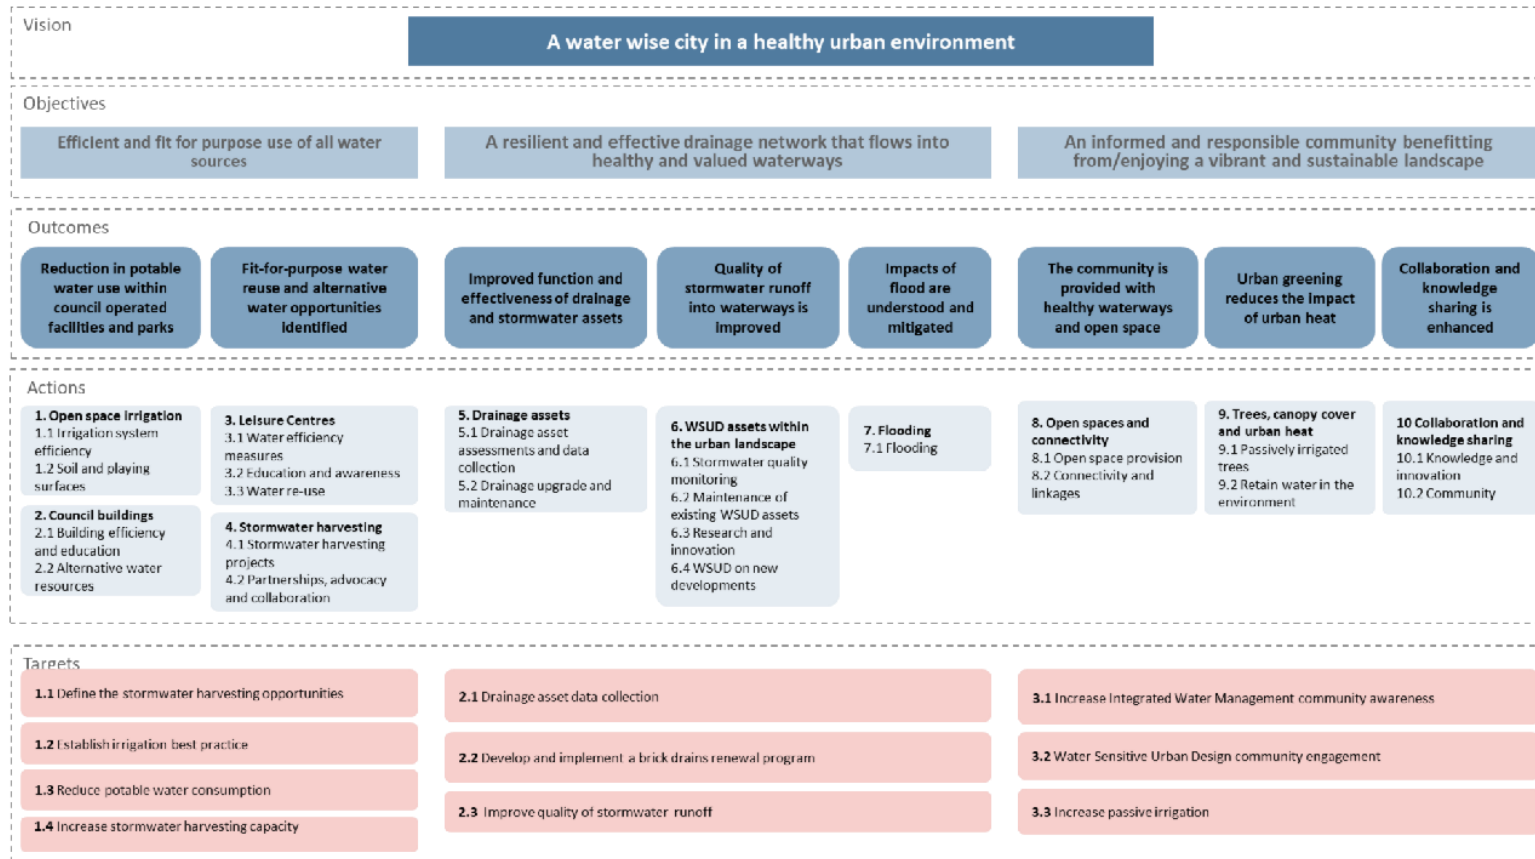 Vision
A water wise city in a healthy urban environment
Objectives
Efficient and fit for purpose use of all water
sources
A resilient and effective drainage network that flows into
healthy and valued waterways
An informed and responsible community benefitting
from/enjoying a vibrant and sustainable landscape
Outcomes
Reduction in potable
water use within
council operated
facilities and parks
Fit-for-purpose water
reuse and alternative
water opportunities
identified
Improved function and
effectiveness of drainage
and stormwater assets
Quality of
stormwater runoff
into waterways is
improved
Impacts of
flood are
understood and
mitigated
The community is
provided with
healthy waterways
and open space
Urban greening
reduces the impact
of urban heat
Collaboration and
knowledge
sharing is
enhanced
Actions
1. Open space irrigation
1.1 Irrigation system
efficiency
1.2 Soil and playing
surfaces
2. Council buildings
2.1 Building efficiency
and education
2.2 Alternative water
resources
3. Leisure Centres
3.1 Water efficiency
measures
3.2 Education and awareness
3.3 Water re-use
4. Stormwater harvesting
4.1 Stormwater harvesting
projects
4.2 Partnerships, advocacy
and collaboration
5. Drainage assets
5.1 Drainage asset
assessments and data
collection
5.2 Drainage upgrade and
maintenance
6. WSUD assets within
the urban landscape
6.1 Stormwater quality
monitoring
6.2 Maintenance of
existing WSUD assets
6.3 Research and
innovation
6.4 WSUD on new
developments
7. Flooding
7.1 Flooding
8. Open spaces and
connectivity
8.1 Open space provision
8.2 Connectivity and
linkages
9. Trees, canopy cover
and urban heat
9.1 Passively irrigated
trees
9.2 Retain water in the
environment
10 Collaboration and
knowledge sharing
10.1 Knowledge and
innovation
10.2 Community
Targets
1.1 Define the stormwater harvesting opportunities
1.2 Establish irrigation best practice
1.3 Reduce potable water consumption
1.4 Increase stormwater harvesting capacity
2.1 Drainage asset data collection
2.2 Develop and implement a brick drains renewal program
2.3 Improve quality of stormwater runoff
3.1 Increase Integrated Water Management community awareness
3.2 Water Sensitive Urban Design community engagement
3.3 Increase passive irrigation